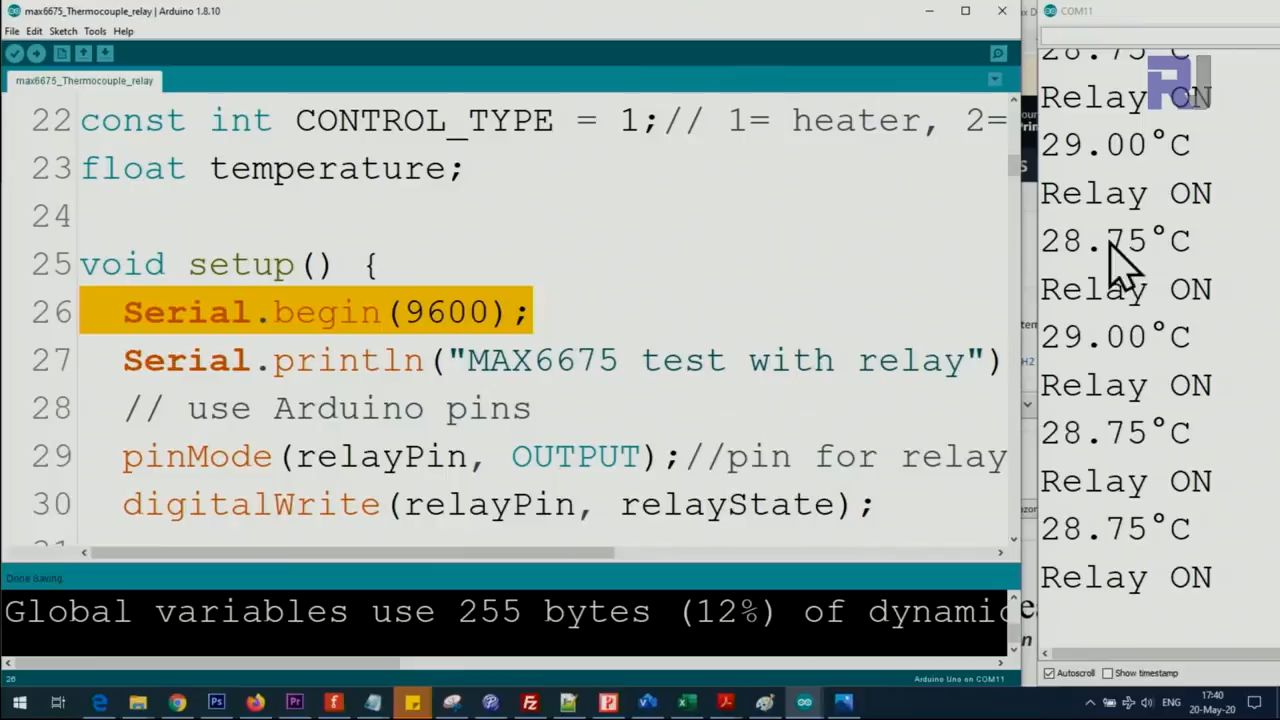 max6675_Thermocouple_relay | Arduino 1.8.10
File Edit Sketch Tools Help
max6675_Thermocouple_relay
22 const int CONTROL_TYPE = 1;// 1= heater, 2=
23 float temperature;
24
25 void setup() {
26 Serial.begin(9600);
27 Serial.println("MAX6675 test with relay")
28 // use Arduino pins
29 pinMode(relayPin, OUTPUT);//pin for relay
30 digitalWrite(relayPin, relayState);
Done Saving.
Global variables use 255 bytes (12%) of dynamic
26
Arduino Uno on COM11
COM11
28.75°C
Relay ON
29.00°C
Relay ON
28.75°C
Relay ON
29.00°C
Relay ON
28.75°C
Relay ON
28.75°C
Relay ON
Autoscroll Show timestamp
ENG
17:40
20-May-20